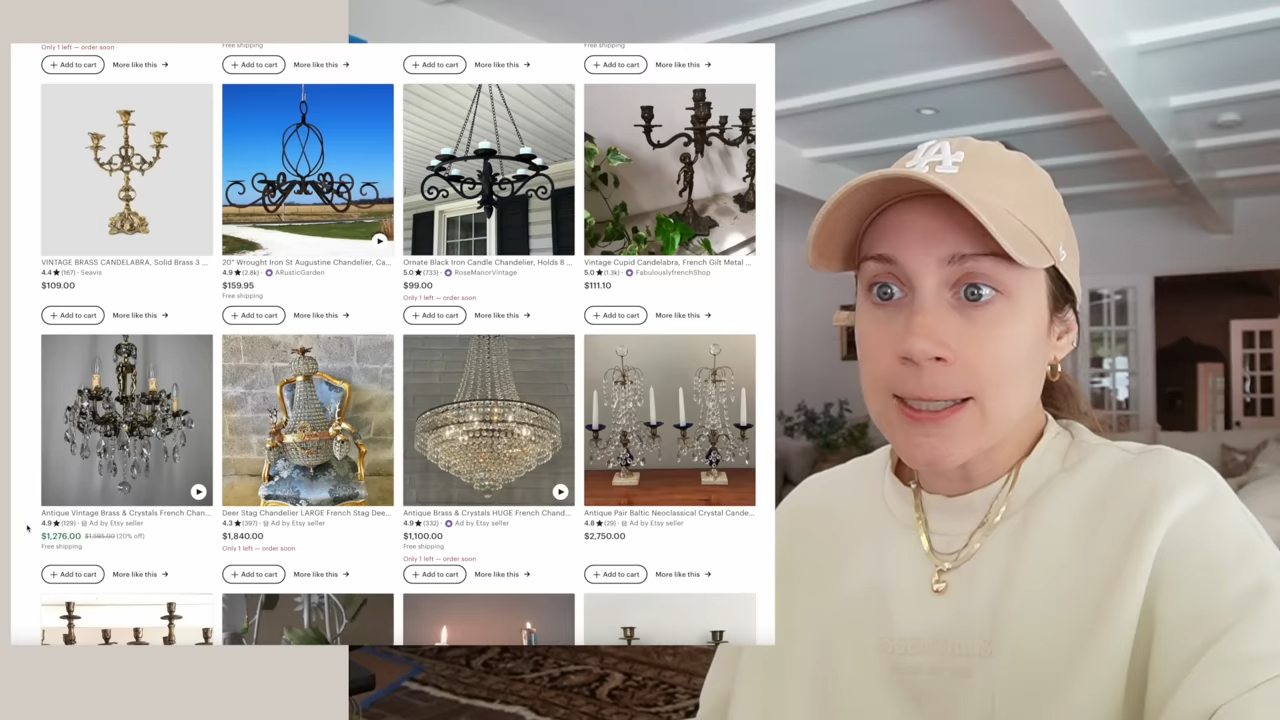 Only 1 left — order soon
Free shipping
Free shipping
+ Add to cart
More like this →
+ Add to cart
More like this →
+ Add to cart
More like this →
+ Add to cart
More like this →
VINTAGE BRASS CANDELABRA, Solid Brass 3 ...
4.4 ★ (167) · Seavis
$109.00
20" Wrought Iron St Augustine Chandelier, Ca...
4.9 ★ (2.8k) · ARusticGarden
$159.95
Free shipping
Ornate Black Iron Candle Chandelier, Holds 8 ...
5.0 ★ (733) · RoseManorVintage
$99.00
Only 1 left — order soon
Vintage Cupid Candelabra, French Gilt Metal ...
5.0 ★ (1.3k) · FabulouslyfrenchShop
$111.10
+ Add to cart
More like this →
+ Add to cart
More like this →
+ Add to cart
More like this →
+ Add to cart
More like this →
Antique Vintage Brass & Crystals French Chan...
4.9 ★ (129) · Ad by Etsy seller
$1,276.00 $1,595.00 (20% off)
Free shipping
Deer Stag Chandelier LARGE French Stag Dee...
4.3 ★ (397) · Ad by Etsy seller
$1,840.00
Only 1 left — order soon
Antique Brass & Crystals HUGE French Chand...
4.9 ★ (332) · Ad by Etsy seller
$1,100.00
Free shipping
Only 1 left — order soon
Antique Pair Baltic Neoclassical Crystal Cande...
4.8 ★ (29) · Ad by Etsy seller
$2,750.00
+ Add to cart
More like this →
+ Add to cart
More like this →
+ Add to cart
More like this →
+ Add to cart
More like this →
LA